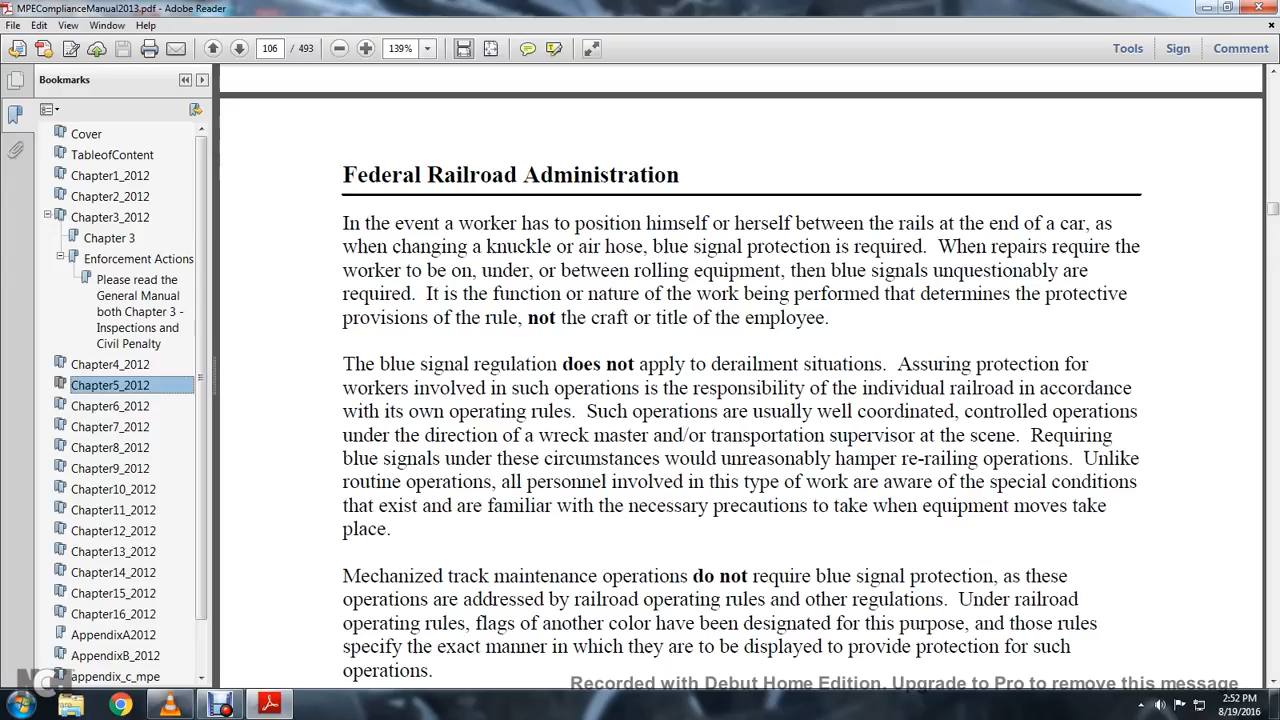 MPEComplianceManual2013.pdf - Adobe Reader
File Edit View Window Help
106 / 493 139% Tools Sign Comment
Bookmarks
Cover
TableofContent
Chapter1_2012
Chapter2_2012
Chapter3_2012
Chapter 3
Enforcement Actions
Please read the
General Manual
both Chapter 3 -
Inspections and
Civil Penalty
Chapter4_2012
Chapter5_2012
Chapter6_2012
Chapter7_2012
Chapter8_2012
Chapter9_2012
Chapter10_2012
Chapter11_2012
Chapter12_2012
Chapter13_2012
Chapter14_2012
Chapter15_2012
Chapter16_2012
AppendixA2012
AppendixB_2012
appendix_c_mpe
Federal Railroad Administration
In the event a worker has to position himself or herself between the rails at the end of a car, as
when changing a knuckle or air hose, blue signal protection is required. When repairs require the
worker to be on, under, or between rolling equipment, then blue signals unquestionably are
required. It is the function or nature of the work being performed that determines the protective
provisions of the rule, not the craft or title of the employee.
The blue signal regulation does not apply to derailment situations. Assuring protection for
workers involved in such operations is the responsibility of the individual railroad in accordance
with its own operating rules. Such operations are usually well coordinated, controlled operations
under the direction of a wreck master and/or transportation supervisor at the scene. Requiring
blue signals under these circumstances would unreasonably hamper re-railing operations. Unlike
routine operations, all personnel involved in this type of work are aware of the special conditions
that exist and are familiar with the necessary precautions to take when equipment moves take
place.
Mechanized track maintenance operations do not require blue signal protection, as these
operations are addressed by railroad operating rules and other regulations. Under railroad
operating rules, flags of another color have been designated for this purpose, and those rules
specify the exact manner in which they are to be displayed to provide protection for such
operations.
Recorded with Debut Home Edition. Upgrade to Pro to remove this message
NCH
2:52 PM
8/19/2016